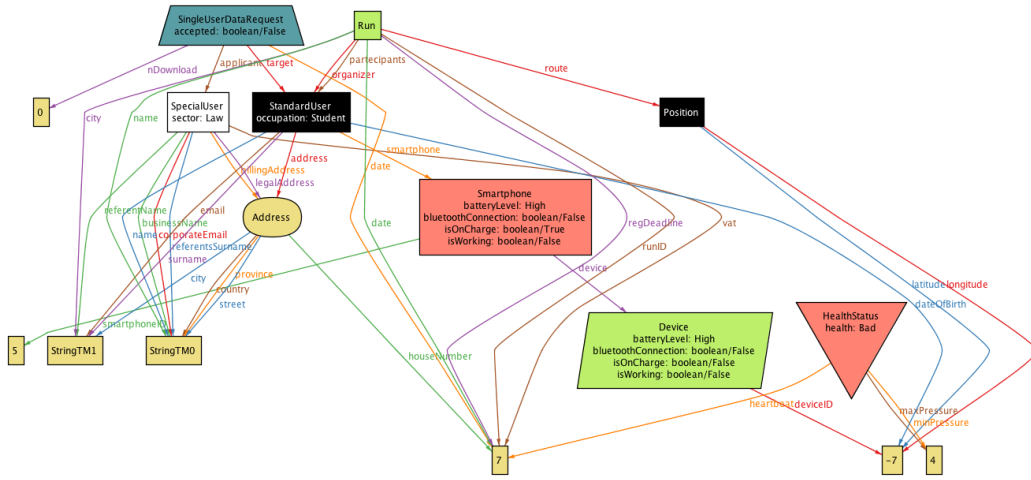 SingleUserDataRequest
accepted: boolean/False
Run
nDownload
applicant
target
organizer
partecipants
route
0
city
name
SpecialUser
sector: Law
StandardUser
occupation: Student
Position
address
smartphone
date
billingAddress
legalAddress
Smartphone
batteryLevel: High
bluetoothConnection: boolean/False
isOnCharge: boolean/True
isWorking: boolean/False
Address
referentName
businessName
email
date
regDeadline
vat
name
corporateEmail
referentsSurname
surname
runID
device
city
province
country
street
latitude
longitude
dateOfBirth
smartphoneID
HealthStatus
health: Bad
Device
batteryLevel: High
bluetoothConnection: boolean/False
isOnCharge: boolean/False
isWorking: boolean/False
5
StringTM1
StringTM0
houseNumber
heartbeat
deviceID
maxPressure
minPressure
7
-7
4